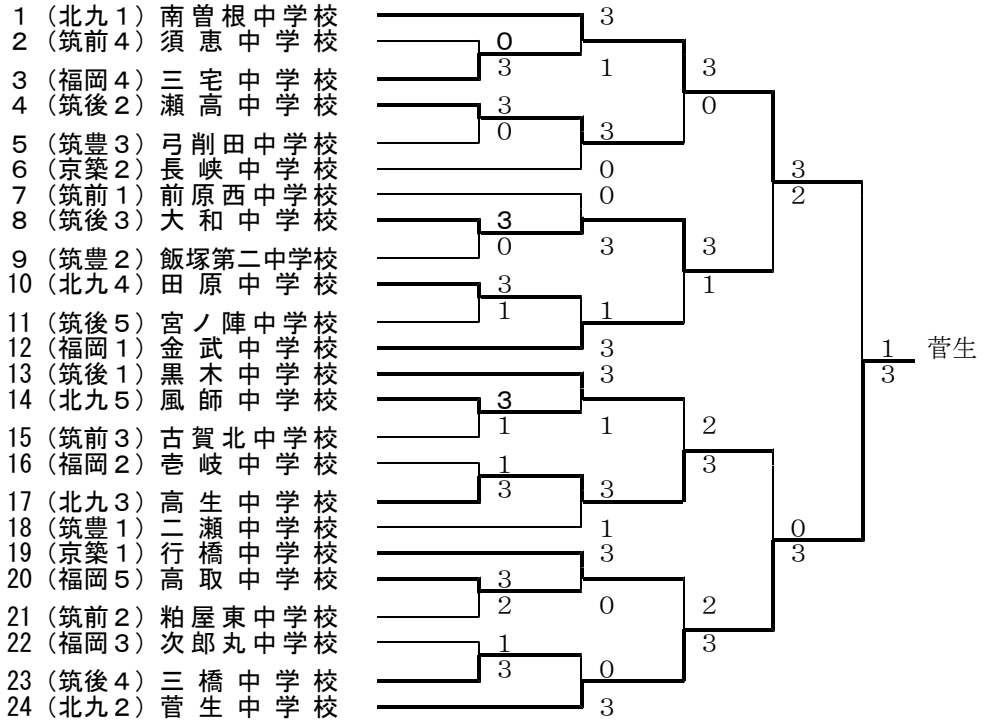 1 （北九１）南曽根中学校 3
2 （筑前４）須恵中学校 0
3 （福岡４）三宅中学校 3 1 3
4 （筑後２）瀬高中学校 3 0
5 （筑豊３）弓削田中学校 0 3
6 （京築２）長峡中学校 0 3
7 （筑前１）前原西中学校 0 2
8 （筑後３）大和中学校 3
9 （筑豊２）飯塚第二中学校 0 3 3
10 （北九４）田原中学校 3 1
11 （筑後５）宮ノ陣中学校 1 1
12 （福岡１）金武中学校 3 1 菅生
13 （筑後１）黒木中学校 3 3
14 （北九５）風師中学校 3
15 （筑前３）古賀北中学校 1 1 2
16 （福岡２）壱岐中学校 1 3
17 （北九３）高生中学校 3 3
18 （筑豊１）二瀬中学校 1 0
19 （京築１）行橋中学校 3 3
20 （福岡５）高取中学校 3
21 （筑前２）粕屋東中学校 2 0 2
22 （福岡３）次郎丸中学校 1 3
23 （筑後４）三橋中学校 3 0
24 （北九２）菅生中学校 3